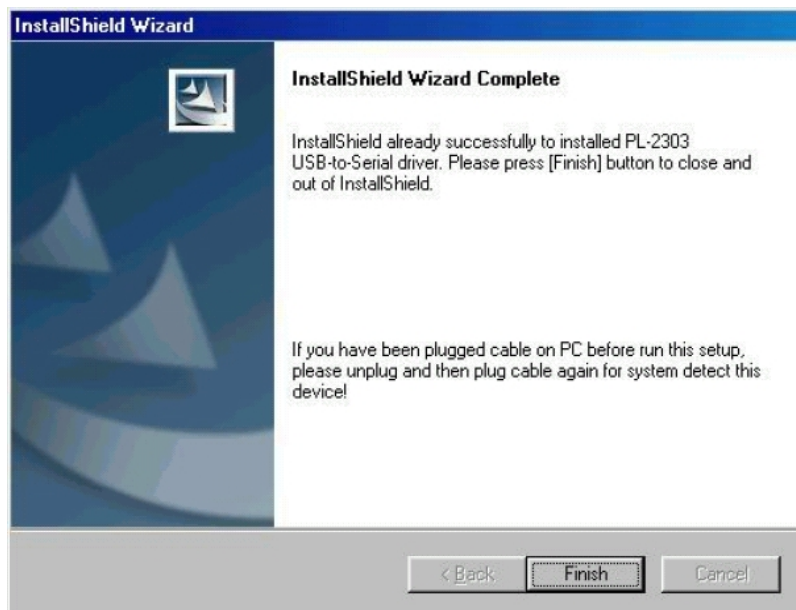 InstallShield Wizard
InstallShield Wizard Complete
InstallShield already successfully to installed PL-2303
USB-to-Serial driver. Please press [Finish] button to close and
out of InstallShield.
If you have been plugged cable on PC before run this setup,
please unplug and then plug cable again for system detect this
device!
< Back
Finish
Cancel